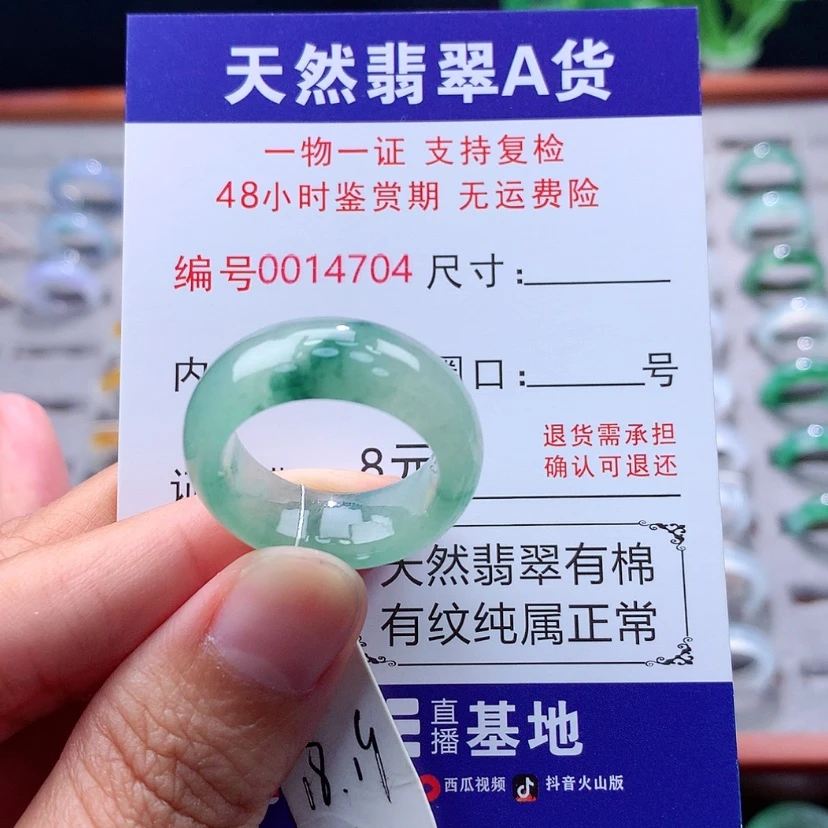 天然翡翠A货
一物一证 支持复检
48小时鉴赏期 无运费险
编号0014704 尺寸:
内 圈口: 号
证 8元
退货需承担
确认可退还
天然翡翠有棉
有纹纯属正常
直播基地
西瓜视频 抖音火山版
18.19